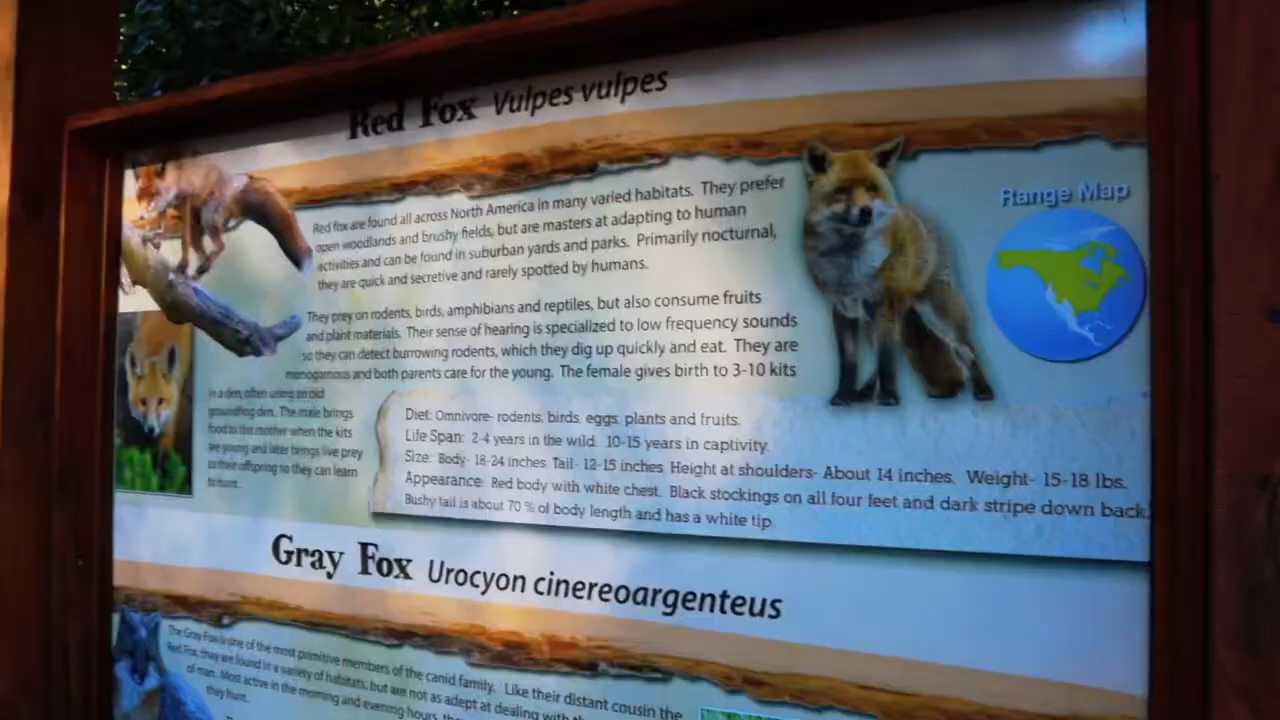 Red Fox Vulpes vulpes
Red fox are found all across North America in many varied habitats. They prefer
open woodlands and brushy fields, but are masters at adapting to human
activities and can be found in suburban yards and parks. Primarily nocturnal,
they are quick and secretive and rarely spotted by humans.
They prey on rodents, birds, amphibians and reptiles, but also consume fruits
and plant materials. Their sense of hearing is specialized to low frequency sounds
so they can detect burrowing rodents, which they dig up quickly and eat. They are
monogamous and both parents care for the young. The female gives birth to 3-10 kits
in a den, often using an old
groundhog den. The male brings
food to the mother when the kits
are young and later brings live prey
to their offspring so they can learn
to hunt.
Range Map
Diet: Omnivore- rodents, birds, eggs, plants and fruits.
Life Span: 2-4 years in the wild. 10-15 years in captivity.
Size: Body- 18-24 inches. Tail- 12-15 inches. Height at shoulders- About 14 inches. Weight- 15-18 lbs.
Appearance: Red body with white chest. Black stockings on all four feet and dark stripe down back.
Bushy tail is about 70 % of body length and has a white tip.
Gray Fox Urocyon cinereoargenteus
The Gray Fox is one of the most primitive members of the canid family. Like their distant cousin the
Red Fox, they are found in a variety of habitats, but are not as adept at dealing with
of man. Most active in the morning and evening hours,
they hunt.